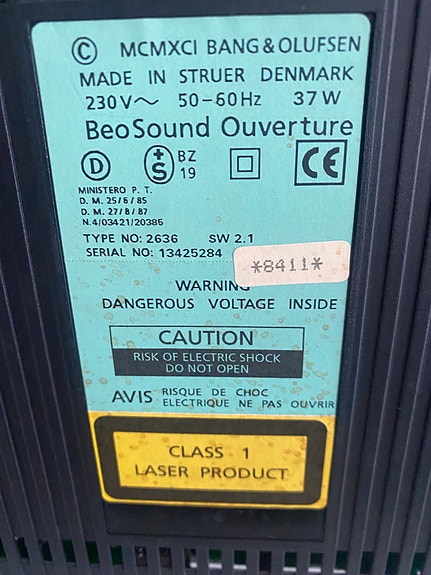 © MCMXCI BANG & OLUFSEN
MADE IN STRUER DENMARK
230 V~ 50-60Hz 37 W
BeoSound Ouverture
D +S BZ 19 CE
MINISTERO P. T.
D. M. 25/6/85
D. M. 27/8/87
N.4/03421/20385
TYPE NO: 2636 SW 2.1
SERIAL NO: 13425284
*8411*
WARNING
DANGEROUS VOLTAGE INSIDE
CAUTION
RISK OF ELECTRIC SHOCK
DO NOT OPEN
AVIS RISQUE DE CHOC
ELECTRIQUE NE PAS OUVRIR
CLASS 1
LASER PRODUCT